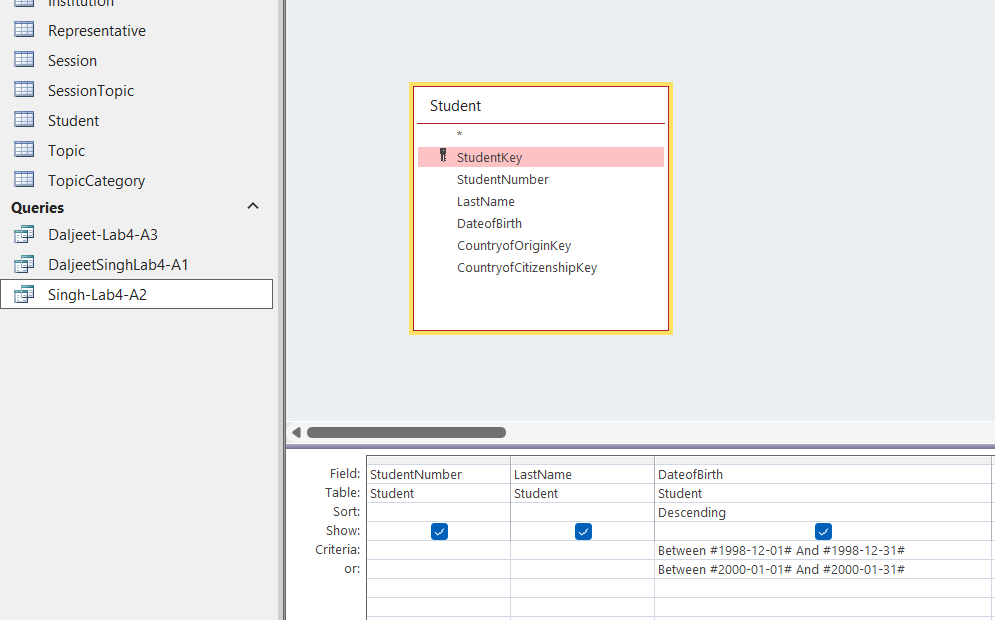 Institution
Representative
Session
SessionTopic
Student
Topic
TopicCategory
Queries
Daljeet-Lab4-A3
DaljeetSinghLab4-A1
Singh-Lab4-A2
Student
*
StudentKey
StudentNumber
LastName
DateofBirth
CountryofOriginKey
CountryofCitizenshipKey
Field: StudentNumber LastName DateofBirth
Table: Student Student Student
Sort: Descending
Show:
Criteria: Between #1998-12-01# And #1998-12-31#
or: Between #2000-01-01# And #2000-01-31#